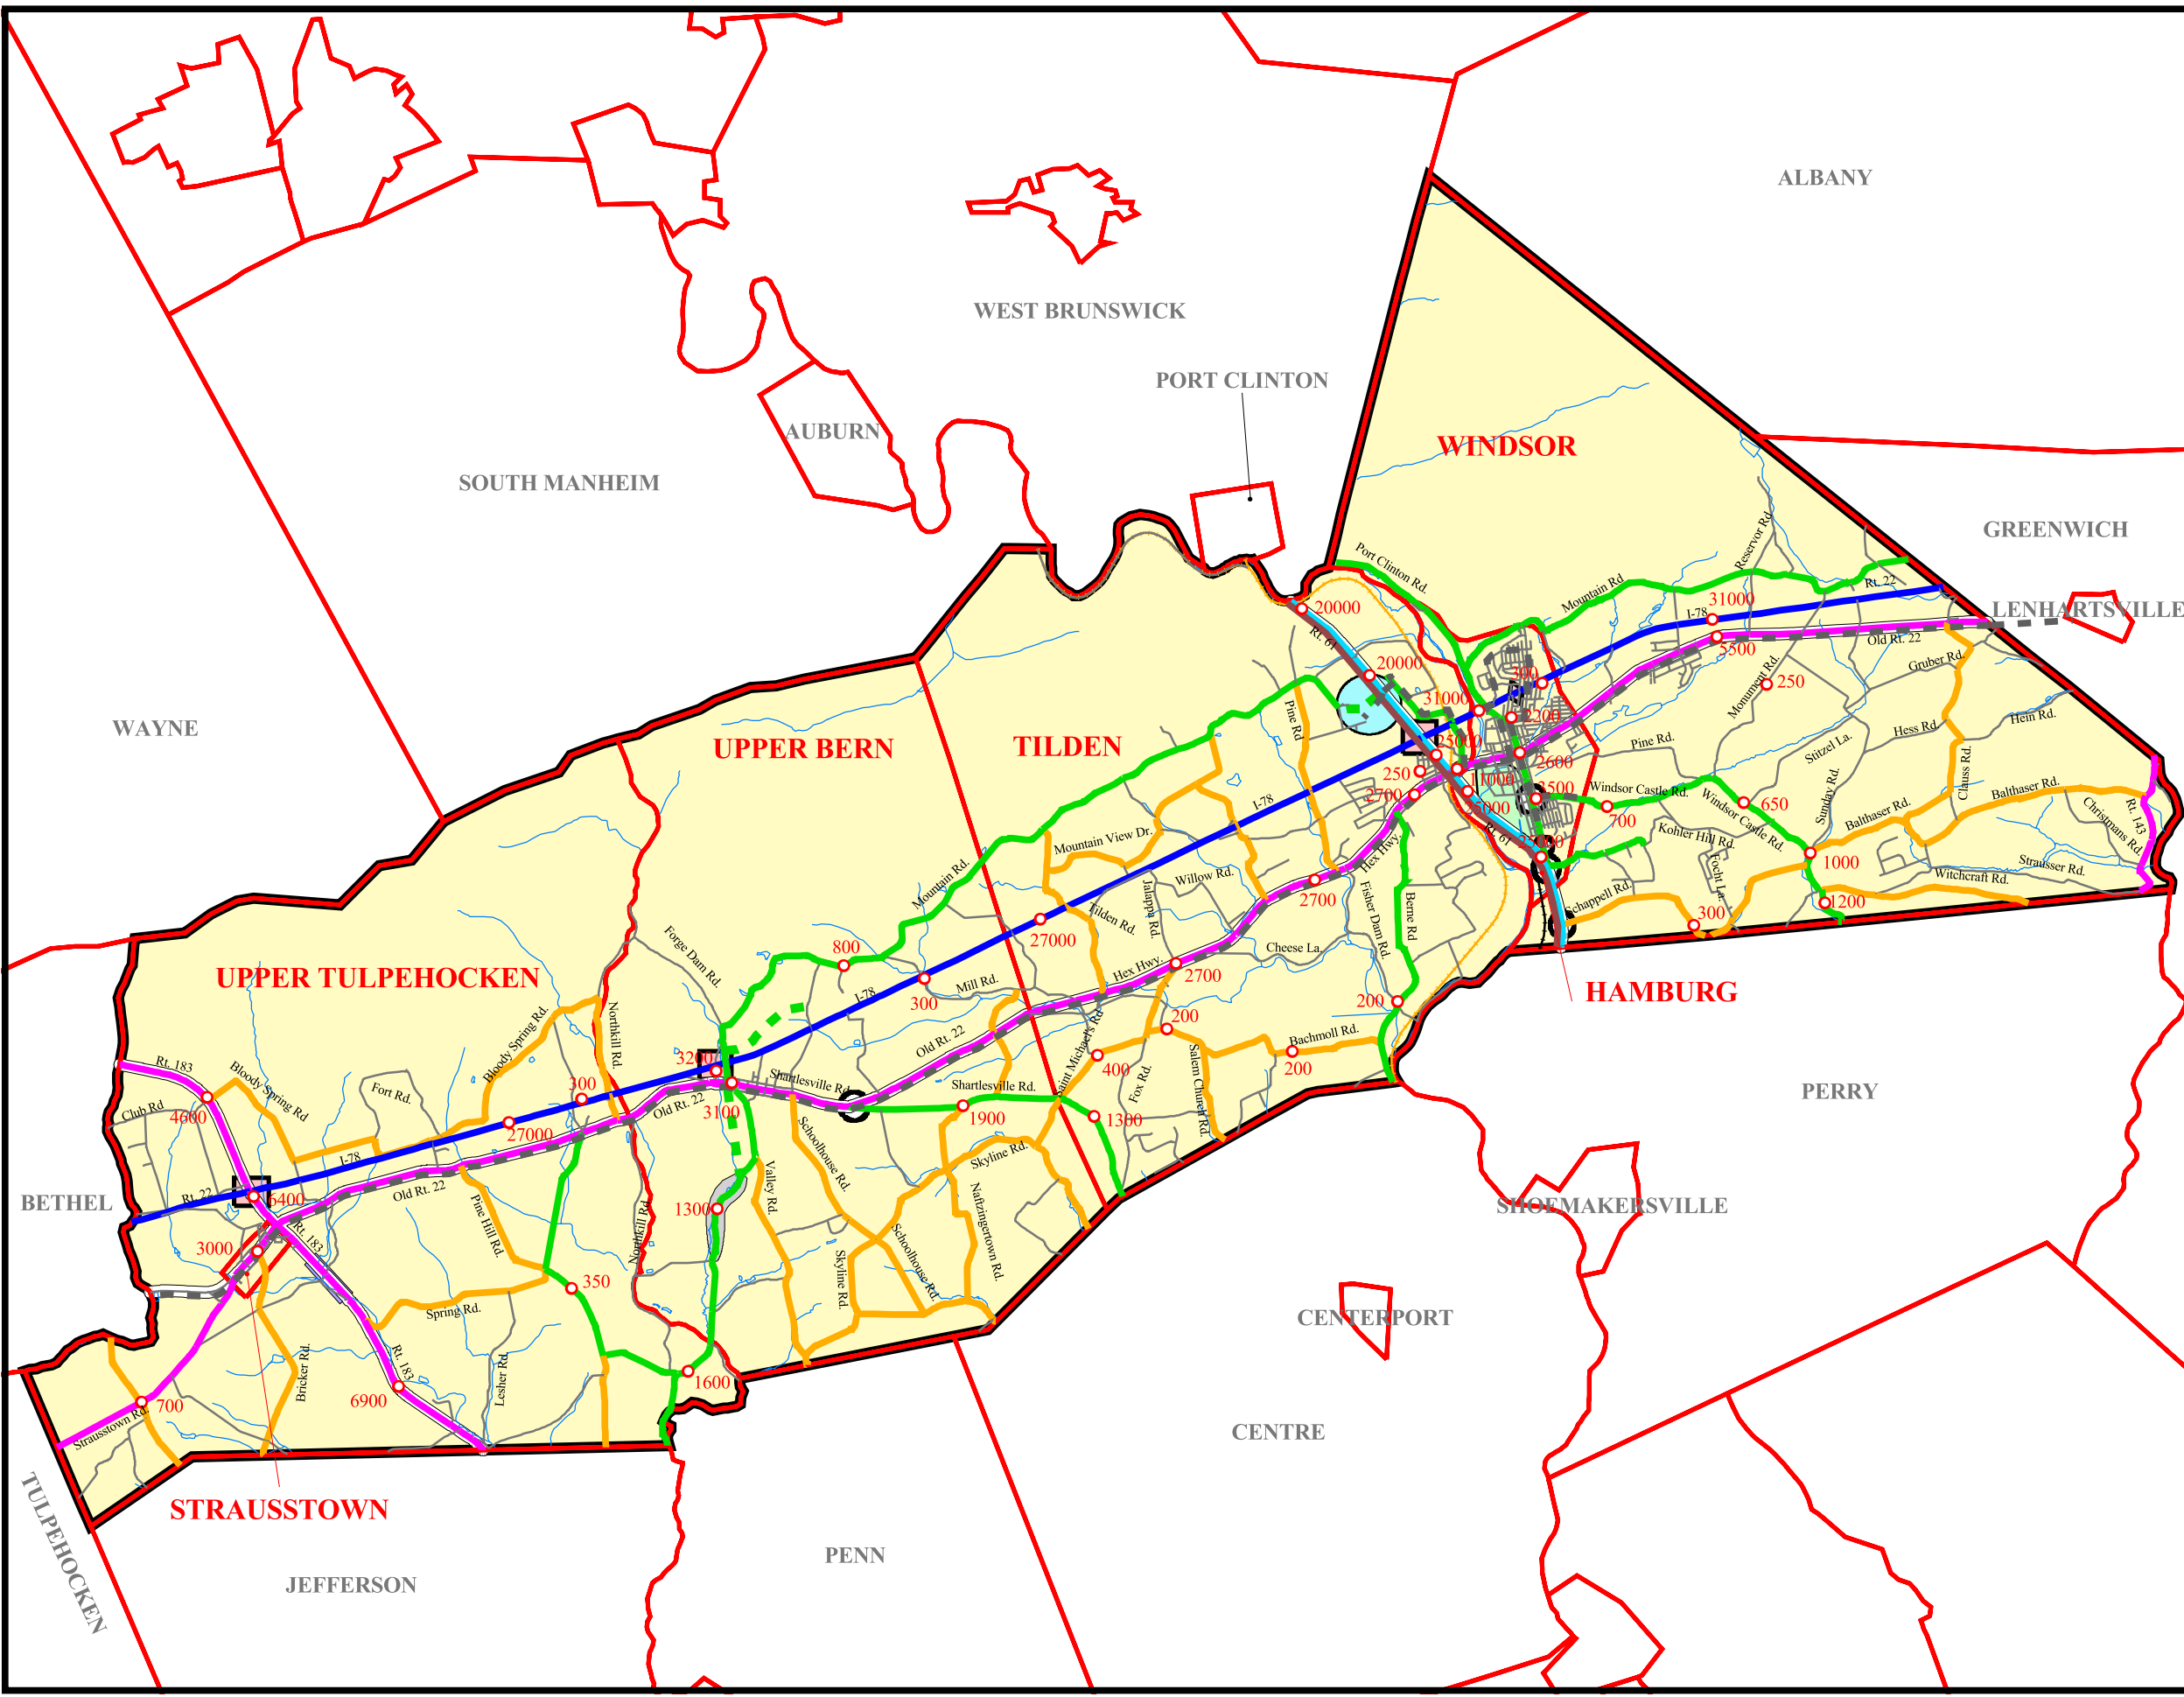 ALBANY
WEST BRUNSWICK
PORT CLINTON
AUBURN
WINDSOR
SOUTH MANHEIM
GREENWICH
Reservor Rd
Port Clinton Rd.
Mountain Rd
Rt. 22
I-78
31000
LENHARTSVILLE
20000
Rt. 61
Old Rt. 22
5500
Gruber Rd.
20000
300
Monument Rd.
250
31000
2200
Hein Rd.
Hess Rd.
WAYNE
UPPER BERN
TILDEN
Pine Rd
25000
Pine Rd.
Stitzel La.
2600
250
11000
2700
3500
Windsor Castle Rd.
Clauss Rd.
Balthaser Rd.
I-78
25000
700
650
Sunday Rd.
Windsor Castle Rd.
Balthaser Rd.
Christmans Rd.
Rt. 143
Mountain View Dr.
Hex Hwy.
Rt. 61
Kohler Hill Rd.
1000
Strausser Rd.
Mountain Rd.
Jalappa Rd.
Willow Rd.
2700
Focht La.
Witchcraft Rd.
Schappell Rd.
300
1200
Fisher Dam Rd.
Berne Rd
Tilden Rd.
27000
Forge Dam Rd.
800
Cheese La.
UPPER TULPEHOCKEN
Hex Hwy.
2700
I-78
300
Mill Rd.
HAMBURG
200
Northkill Rd.
Bloody Spring Rd.
Saint Michael's Rd
200
Bachmoll Rd.
Old Rt. 22
200
Salem Church Rd.
400
Rt. 183
Bloody Spring Rd
3200
Shartlesville Rd
Shartlesville Rd.
Fox Rd.
PERRY
Fort Rd.
300
Old Rt. 22
3100
1900
1300
Club Rd
4600
27000
Schoolhouse Rd.
Skyline Rd.
I-78
BETHEL
Rt. 22
6400
Old Rt. 22
Pine Hill Rd.
Northkill Rd.
1300
Valley Rd.
Naftzingertown Rd.
SHOEMAKERSVILLE
3000
Rt. 183
Skyline Rd.
Schoolhouse Rd.
350
Spring Rd.
CENTERPORT
Bricker Rd.
Rt. 183
Lesher Rd.
6900
1600
700
Strausstown Rd.
CENTRE
TULPEHOCKEN
STRAUSSTOWN
PENN
JEFFERSON